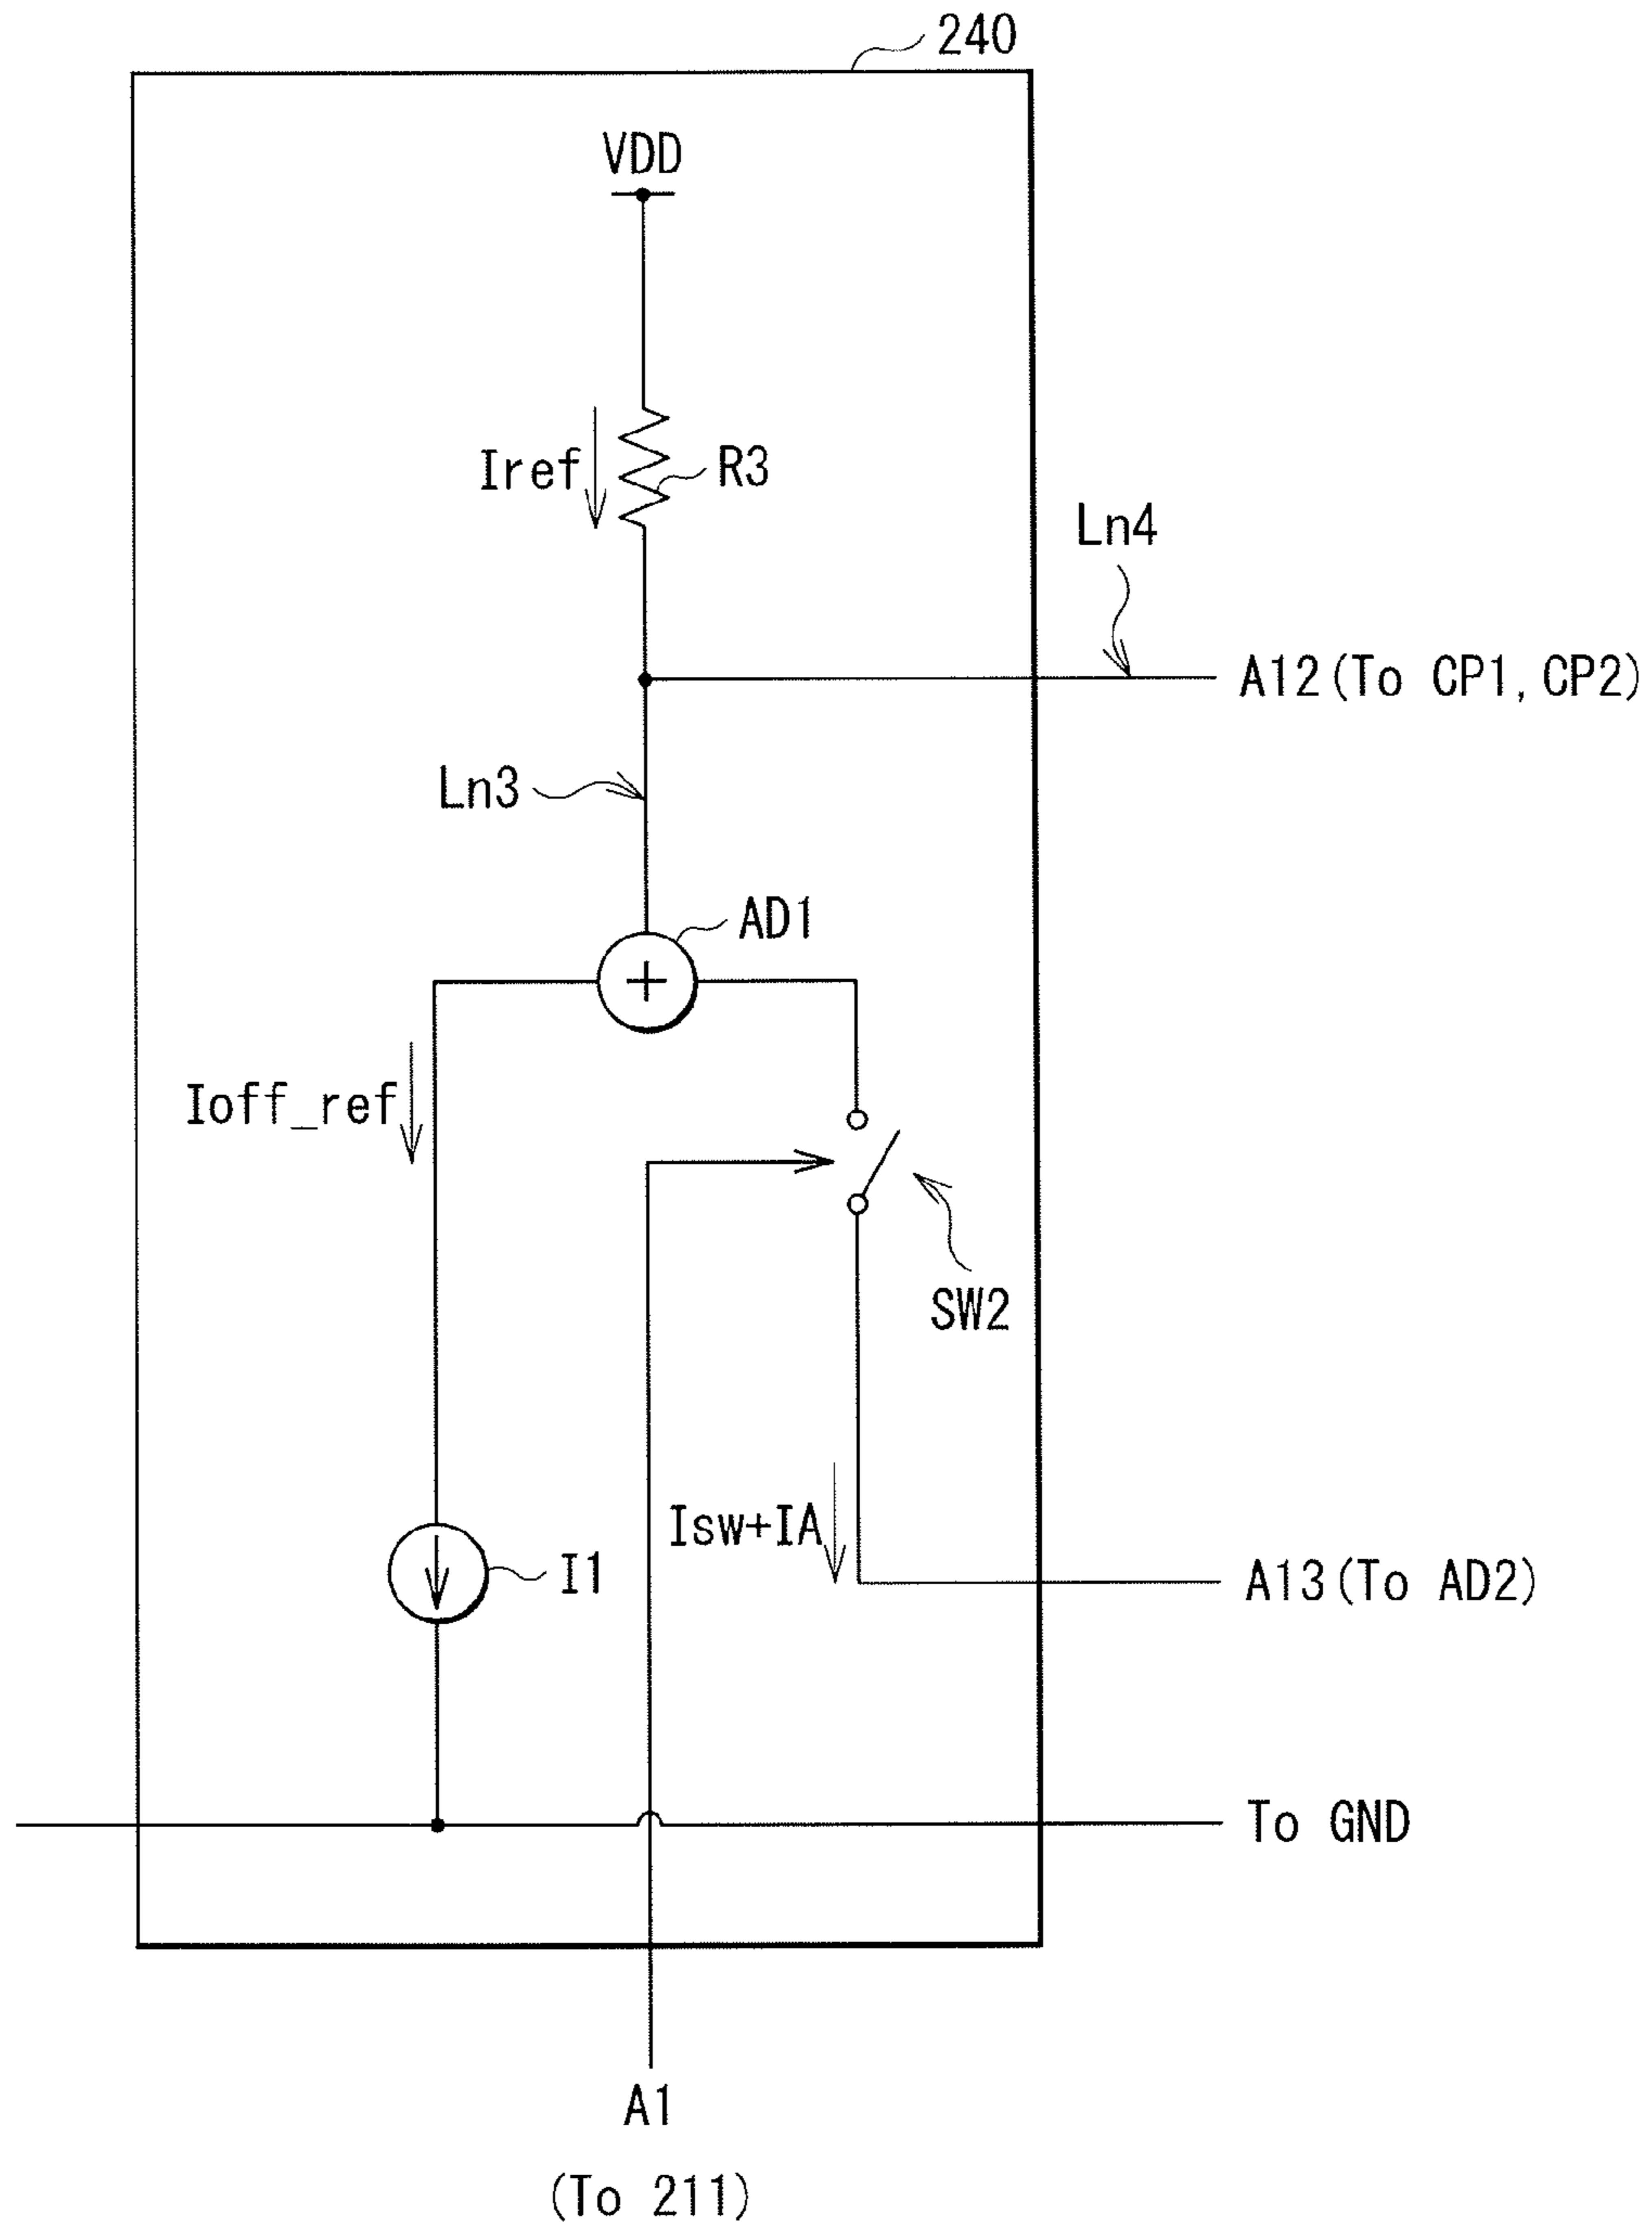 240
VDD
Iref
R3
Ln4
A12(To CP1,CP2)
Ln3
AD1
+
Ioff_ref
SW2
Isw+IA
I1
A13(To AD2)
To GND
A1
(To 211)